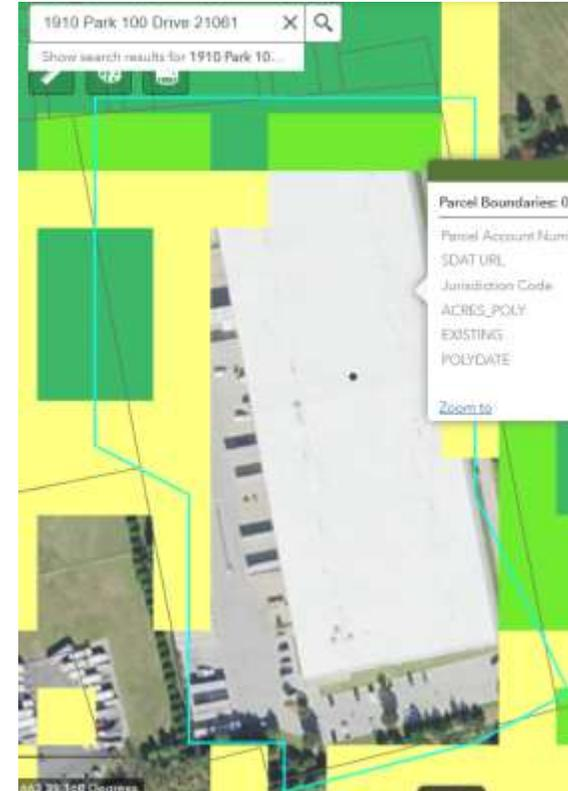 1910 Park 100 Drive 21061
Show search results for 1910 Park 10...
Parcel Boundaries: 0
Parcel Account Num
SDAT URL
Jurisdiction Code
ACRES_POLY
EXISTING
POLYDATE
Zoom to
Degrees